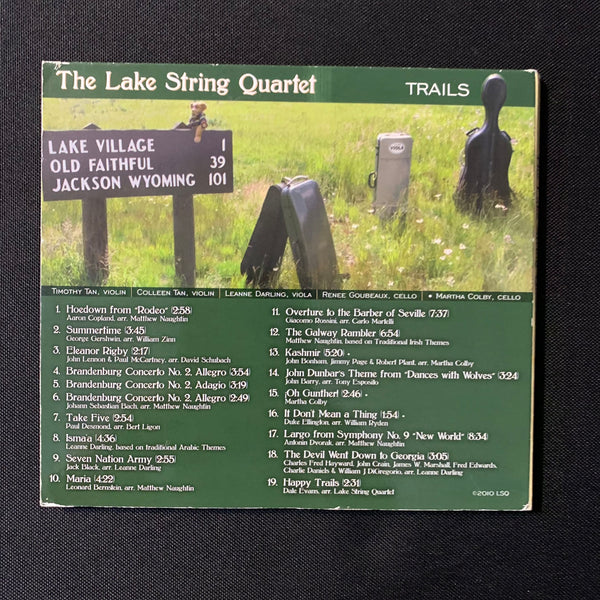 The Lake String Quartet
TRAILS
LAKE VILLAGE 1
OLD FAITHFUL 39
JACKSON WYOMING 101
VIOLA
TIMOTHY TAN, VIOLIN | COLLEEN TAN, VIOLIN | LEANNE DARLING, VIOLA | RENEE GOUBEAUX, CELLO | • MARTHA COLBY, CELLO
1. Hoedown from "Rodeo" (2:58)
Aaron Copland, arr. Matthew Naughtin
2. Summertime (3:45)
George Gershwin, arr. William Zinn
3. Eleanor Rigby (2:17)
John Lennon & Paul McCartney, arr. David Schubach
4. Brandenburg Concerto No. 2, Allegro (3:54)
5. Brandenburg Concerto No. 2, Adagio (3:19)
6. Brandenburg Concerto No. 2, Allegro (2:49)
Johann Sebastian Bach, arr. Matthew Naughtin
7. Take Five (2:54)
Paul Desmond, arr. Bert Ligon
8. Isma'a (4:36)
Leanne Darling, based on traditional Arabic Themes
9. Seven Nation Army (2:55)
Jack Black, arr. Leanne Darling
10. Maria (4:22)
Leonard Bernstein, arr. Matthew Naughtin
11. Overture to the Barber of Seville (7:37)
Giacomo Rossini, arr. Carlo Martelli
12. The Galway Rambler (6:54)
Matthew Naughtin, based on Traditional Irish Themes
13. Kashmir (5:20) •
John Bonham, Jimmy Page & Robert Plant, arr. Martha Colby
14. John Dunbar's Theme from "Dances with Wolves" (3:24)
John Barry, arr. Tony Esposilo
15. ¡Oh Gunther! (2:46) •
Martha Colby
16. It Don't Mean a Thing (1:54) •
Duke Ellington, arr. William Ryden
17. Largo from Symphony No. 9 "New World" (8:34)
Antonin Dvorak, arr. Matthew Naughtin
18. The Devil Went Down to Georgia (3:05)
Charles Fred Hayward, John Crain, James W. Marshall, Fred Edwards,
Charlie Daniels & William J DiGregorio, arr. Leanne Darling
19. Happy Trails (2:31)
Dale Evans, arr. Lake String Quartet
©2010 LSQ